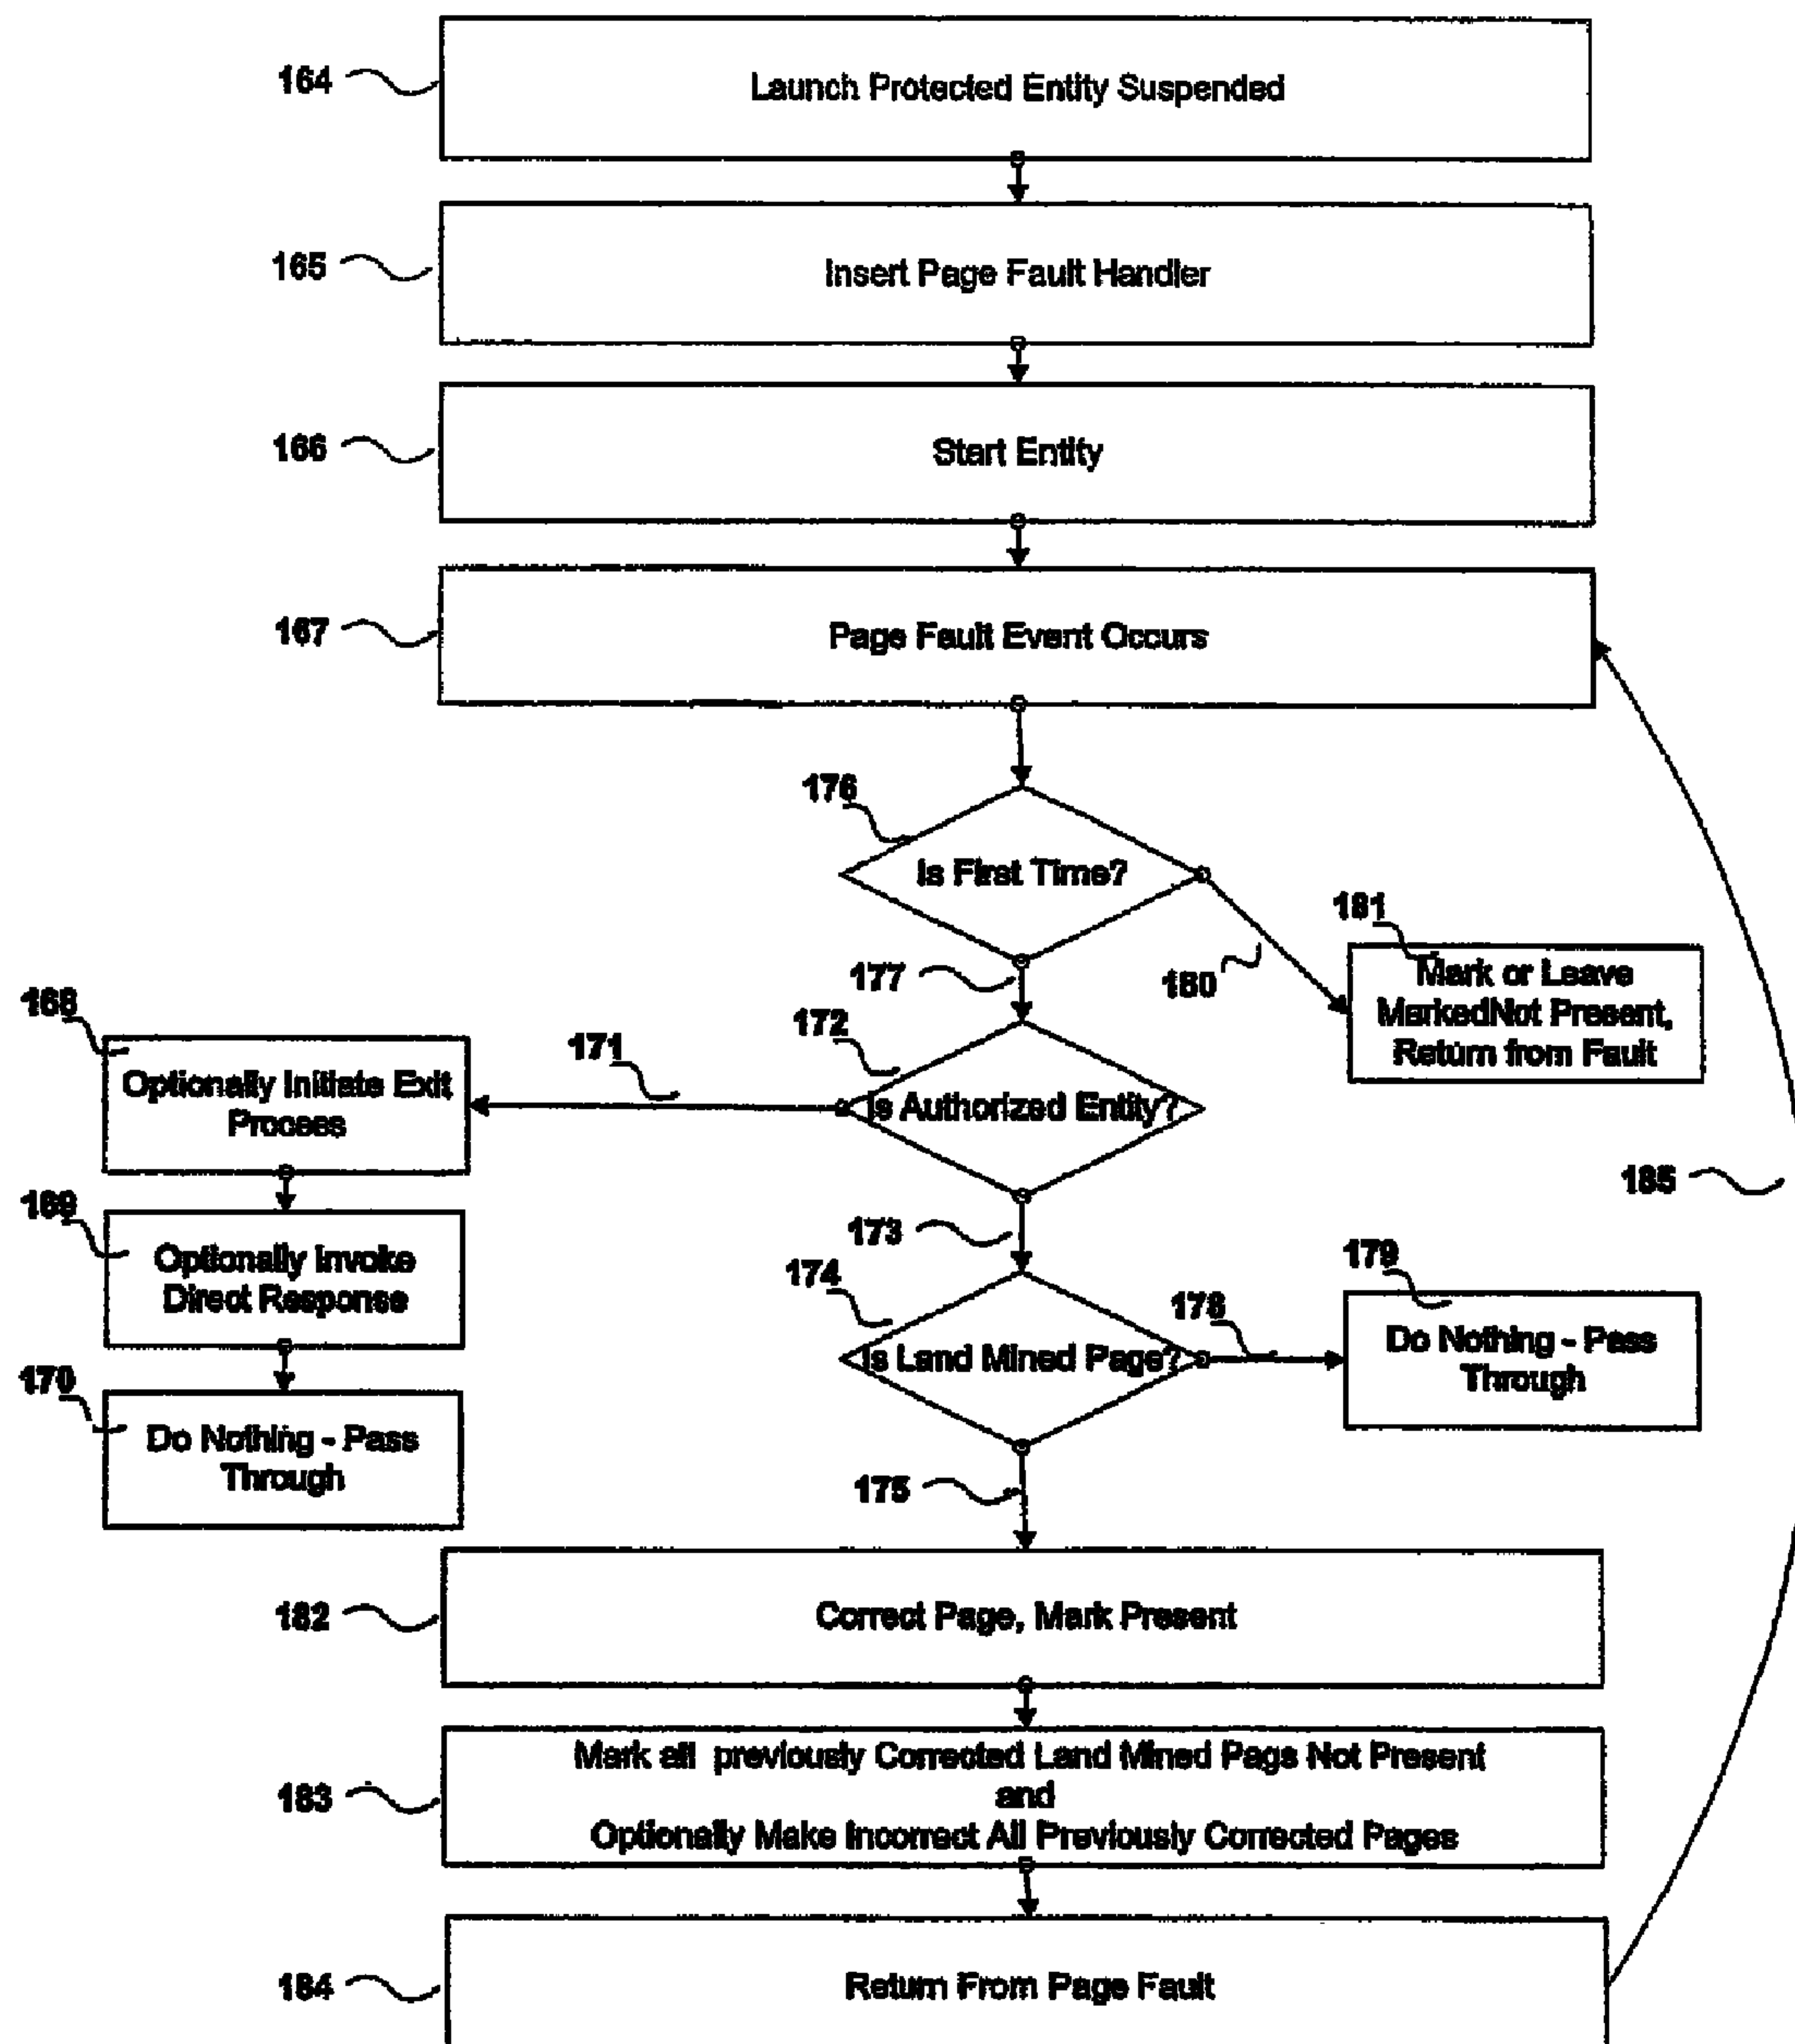 164
Launch Protected Entity Suspended
165
Insert Page Fault Handler
166
Start Entity
167
Page Fault Event Occurs
176
Is First Time?
181
Mark or Leave
MarkedNot Present,
Return from Fault
180
177
168
Optionally Initiate Exit
Process
171
172
Is Authorized Entity?
185
169
Optionally Invoke
Direct Response
173
174
Is Land Mined Page?
178
179
Do Nothing - Pass
Through
170
Do Nothing - Pass
Through
175
182
Correct Page, Mark Present
183
Mark all previously Corrected Land Mined Pags Not Present
and
Optionally Make Incorrect All Previously Corrected Pages
184
Return From Page Fault